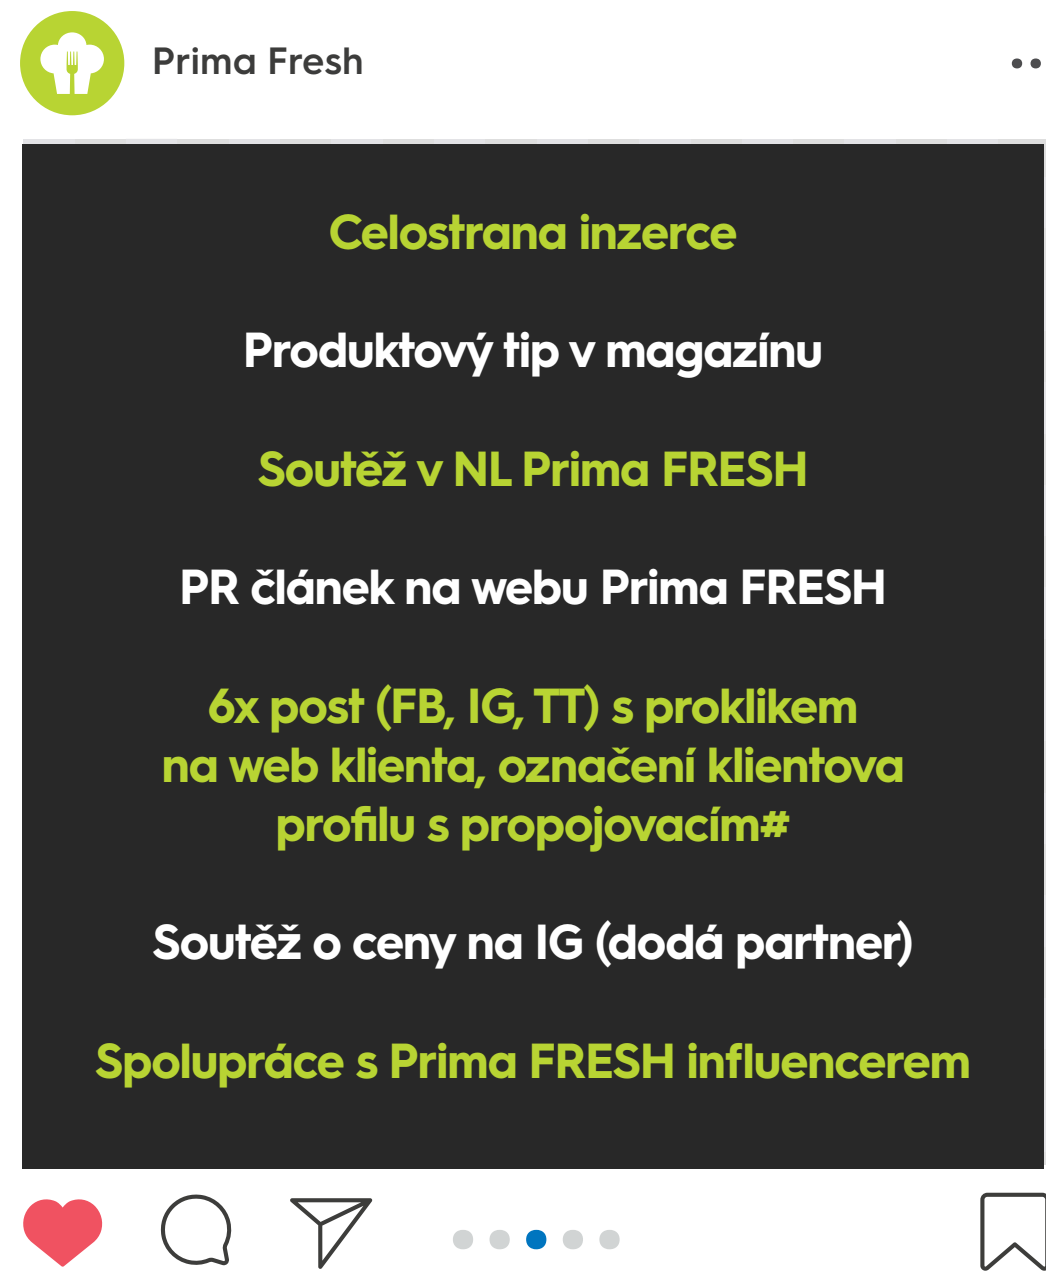 Prima Fresh
Celostrana inzerce
Produktový tip v magazínu
Soutěž v NL Prima FRESH
PR článek na webu Prima FRESH
6x post (FB, IG, TT) s proklikem
na web klienta, označení klientova
profilu s propojovacím#
Soutěž o ceny na IG (dodá partner)
Spolupráce s Prima FRESH influencerem